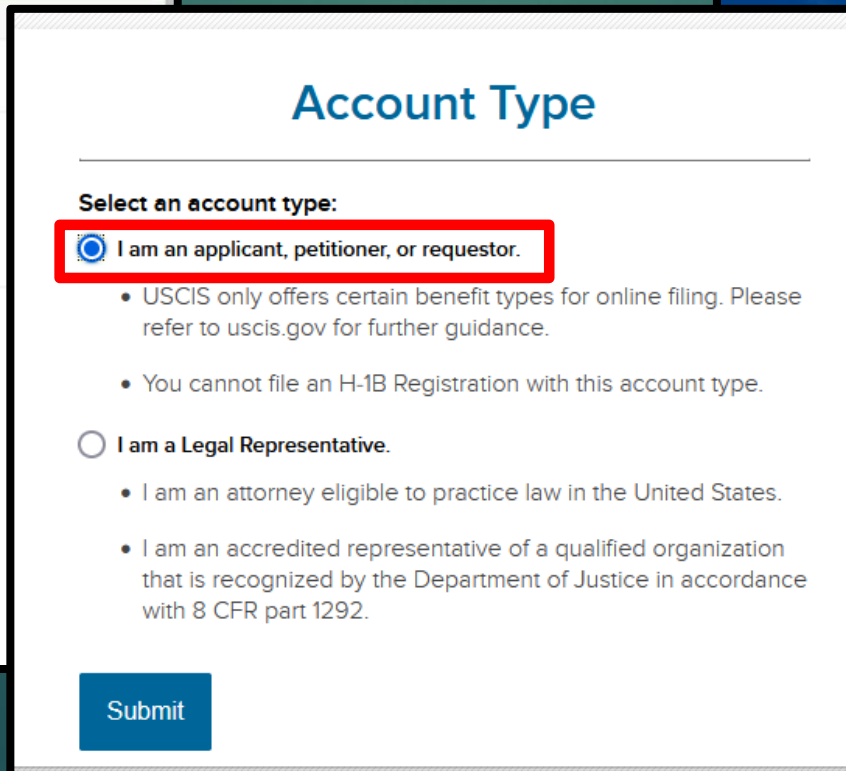 Account Type
Select an account type:
I am an applicant, petitioner, or requestor.
• USCIS only offers certain benefit types for online filing. Please
refer to uscis.gov for further guidance.
• You cannot file an H-1B Registration with this account type.
I am a Legal Representative.
• I am an attorney eligible to practice law in the United States.
• I am an accredited representative of a qualified organization
that is recognized by the Department of Justice in accordance
with 8 CFR part 1292.
Submit